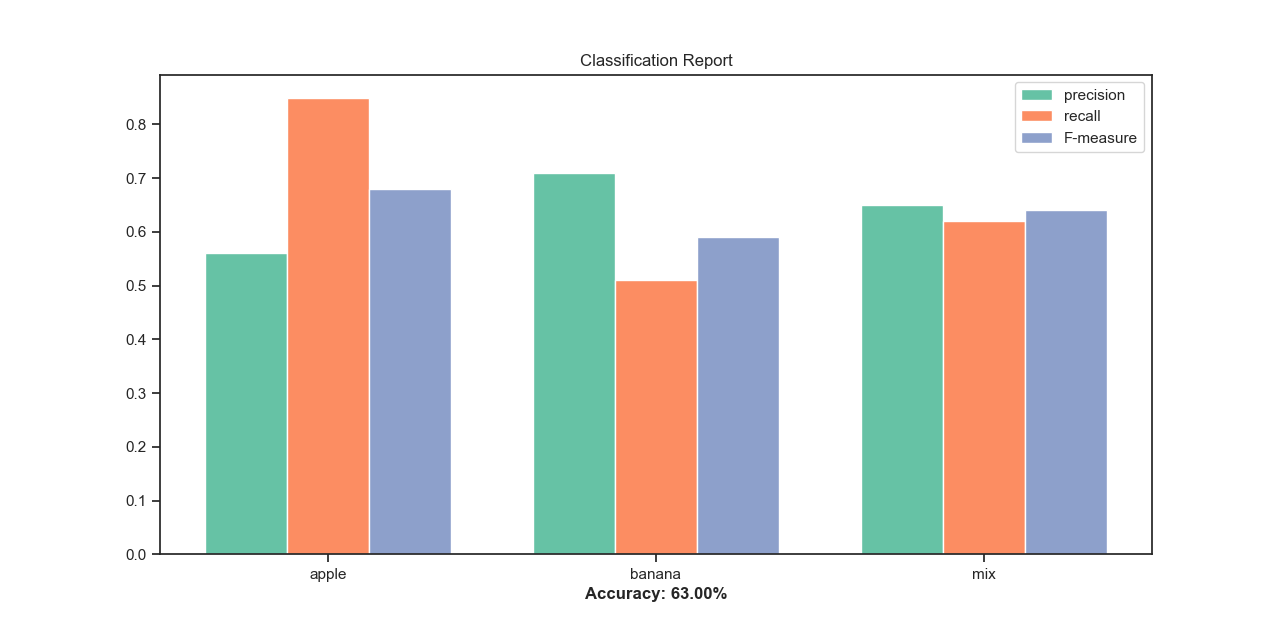 Classification Report
precision
recall
F-measure
0.8
0.7
0.6
0.5
0.4
0.3
0.2
0.1
0.0
apple banana mix
Accuracy: 63.00%